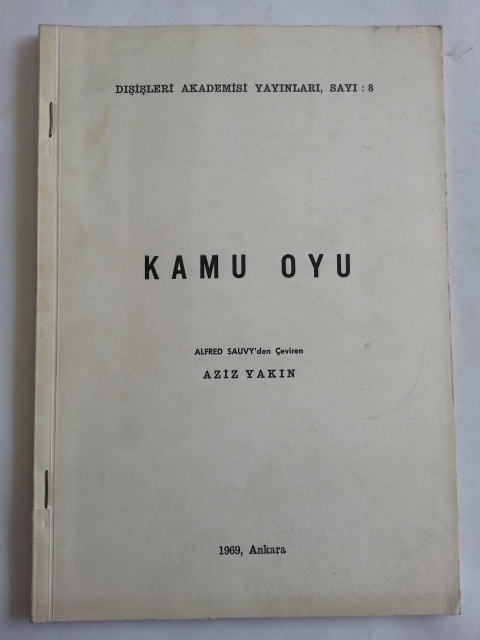 DIŞİŞLERİ AKADEMİSİ YAYINLARI, SAYI : 8
KAMU OYU
ALFRED SAUVY'den Çeviren
AZİZ YAKIN
1969, Ankara